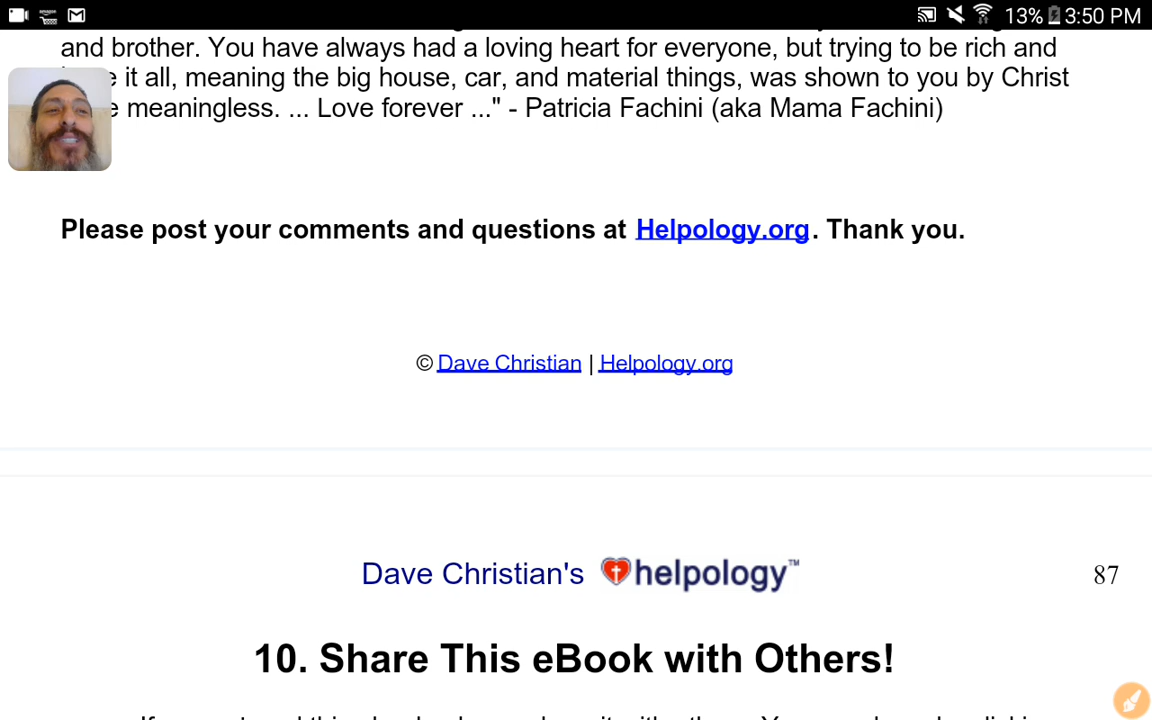 13% 3:50 PM
and brother. You have always had a loving heart for everyone, but trying to be rich and
it all, meaning the big house, car, and material things, was shown to you by Christ
meaningless. ... Love forever ..." - Patricia Fachini (aka Mama Fachini)
Please post your comments and questions at Helpology.org. Thank you.
© Dave Christian | Helpology.org
Dave Christian's helpology™ 87
10. Share This eBook with Others!